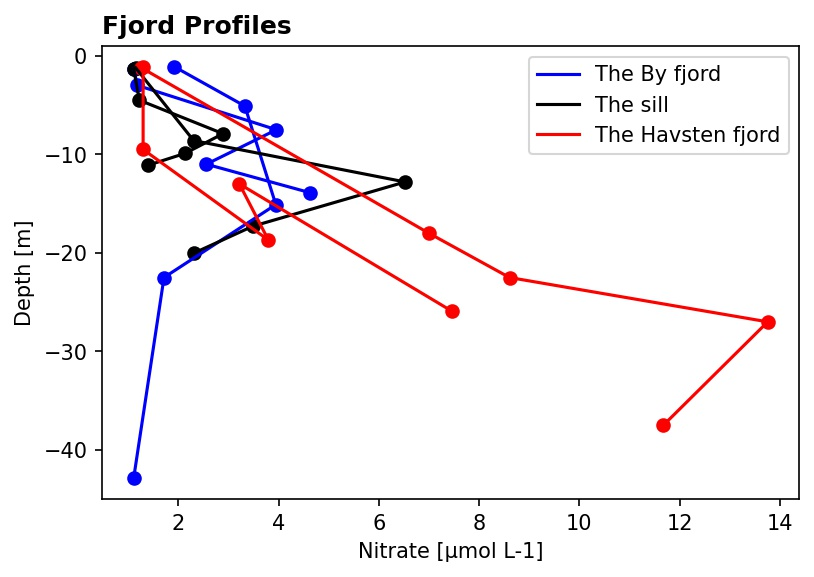 Fjord Profiles
The By fjord
The sill
The Havsten fjord
0
−10
−20
−30
−40
Depth [m]
2 4 6 8 10 12 14
Nitrate [µmol L-1]